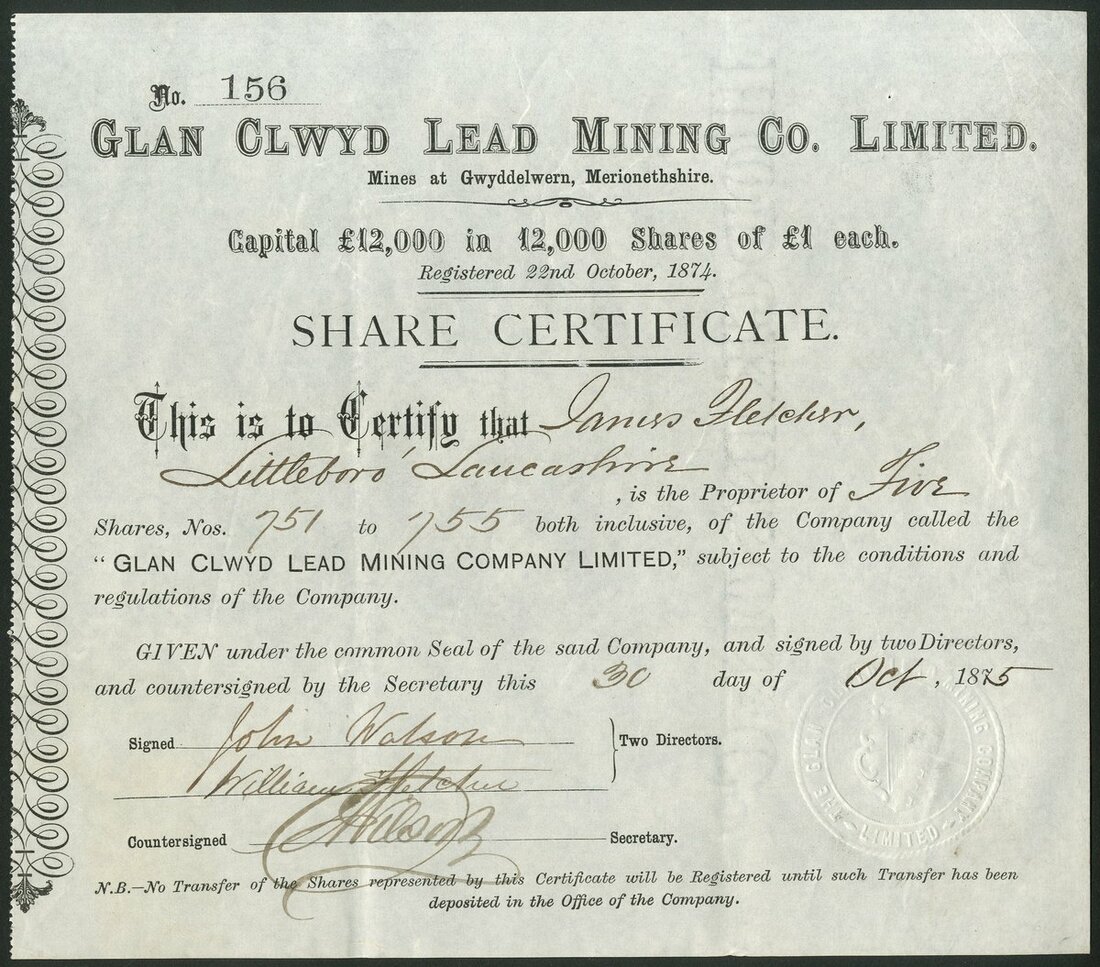 No. 156
GLAN CLWYD LEAD MINING CO. LIMITED.
Mines at Gwyddelwern, Merionethshire.
Capital £12,000 in 12,000 Shares of £1 each.
Registered 22nd October, 1874.
SHARE CERTIFICATE.
This is to Certify that James Fletcher,
Littleboro' Lancashire
, is the Proprietor of Five
Shares, Nos. 751 to 755 both inclusive, of the Company called the
"GLAN CLWYD LEAD MINING COMPANY LIMITED," subject to the conditions and
regulations of the Company.
GIVEN under the common Seal of the said Company, and signed by two Directors,
and countersigned by the Secretary this 30 day of Oct, 1875
Signed John Watson
William Fletcher
Two Directors.
Countersigned Wilson Secretary.
THE GLAN MINING COMPANY LIMITED
N.B.—No Transfer of the Shares represented by this Certificate will be Registered until such Transfer has been
deposited in the Office of the Company.